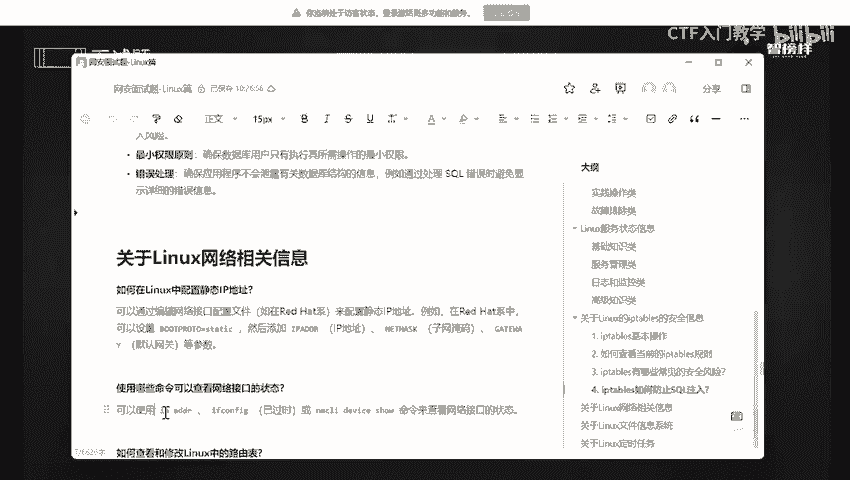 你当前处于访客状态，登录解锁更多功能和服务。
CTF入门教学 bilibili
智榜样
网安面试题-Linux篇
网安面试题-Linux篇 已保存 10:26:56
分享
正文 15px B I S U A
入风险。
• 最小权限原则：确保数据库用户只有执行其所需操作的最小权限。
• 错误处理：确保应用程序不会泄露有关数据库结构的信息，例如通过处理 SQL 错误时避免显
示详细的错误信息。
关于Linux网络相关信息
如何在Linux中配置静态IP地址？
可以通过编辑网络接口配置文件（如在Red Hat系）来配置静态IP地址。例如，在Red Hat系中，
可以设置 BOOTPROTO=static ，然后添加 IPADDR （IP地址）、 NETMASK （子网掩码）、 GATEWA
Y （默认网关）等参数。
使用哪些命令可以查看网络接口的状态？
可以使用 addr 、 ifconfig （已过时）或 nmcli device show 命令来查看网络接口的状态。
如何查看和修改Linux中的路由表？
大纲
实践操作类
故障排除类
Linux服务状态信息
基础知识类
服务管理类
日志和监控类
高级知识类
关于Linux的iptables的安全信息
1. iptables基本操作
2. 如何查看当前的iptables规则
3. iptables有哪些常见的安全风险？
4. iptables如何防止SQL注入？
关于Linux网络相关信息
关于Linux文件信息系统
关于Linux定时任务